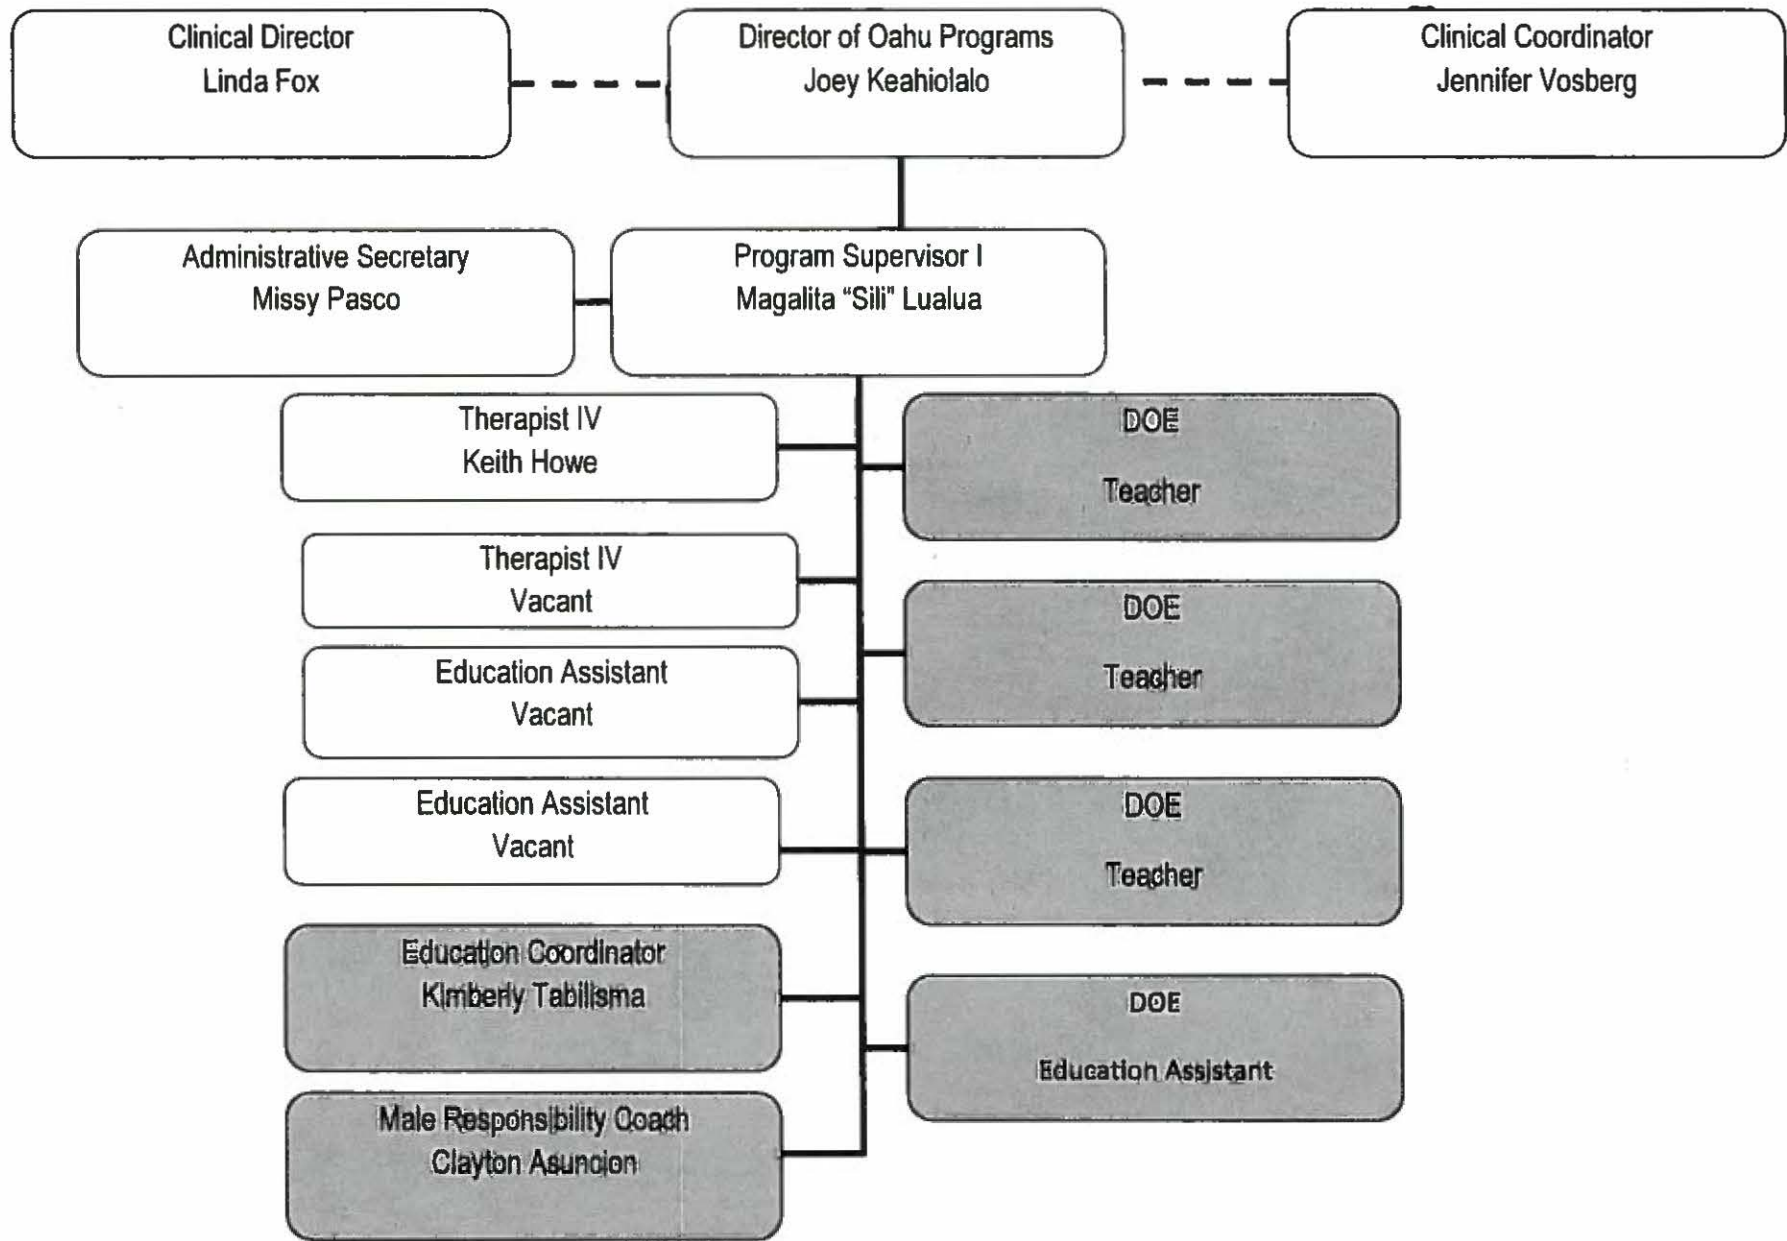 Clinical Director
Linda Fox
Director of Oahu Programs
Joey Keahiolalo
Clinical Coordinator
Jennifer Vosberg
Administrative Secretary
Missy Pasco
Program Supervisor I
Magalita “Sili” Lualua
Therapist IV
Keith Howe
DOE
Teacher
Therapist IV
Vacant
DOE
Teacher
Education Assistant
Vacant
Education Assistant
Vacant
DOE
Teacher
Education Coordinator
Kimberly Tabilisma
DOE
Education Assistant
Male Responsibility Coach
Clayton Asuncion